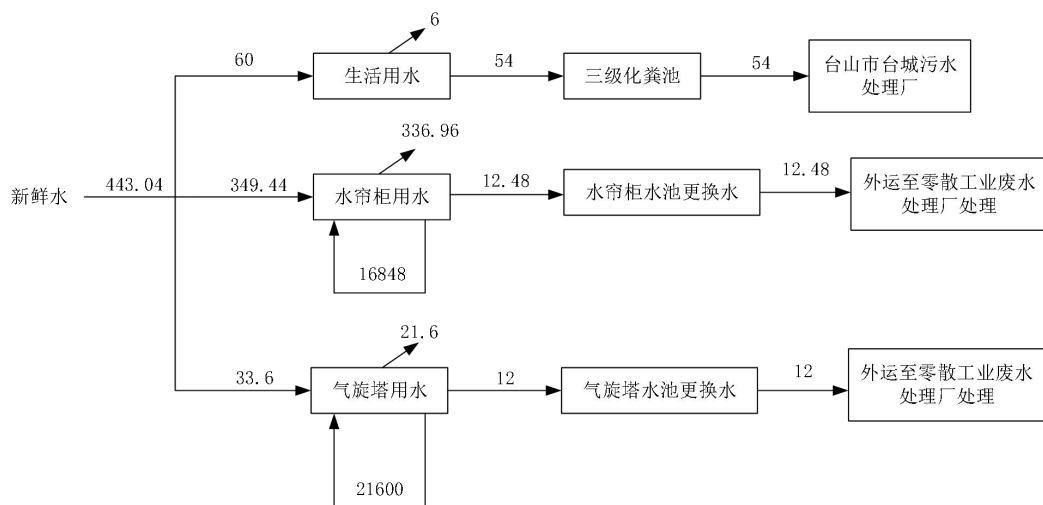 6
60
生活用水
54
三级化粪池
54
台山市台城污水
处理厂
336.96
新鲜水
443.04
349.44
水帘柜用水
12.48
水帘柜水池更换水
12.48
外运至零散工业废水
处理厂处理
16848
21.6
33.6
气旋塔用水
12
气旋塔水池更换水
12
外运至零散工业废水
处理厂处理
21600